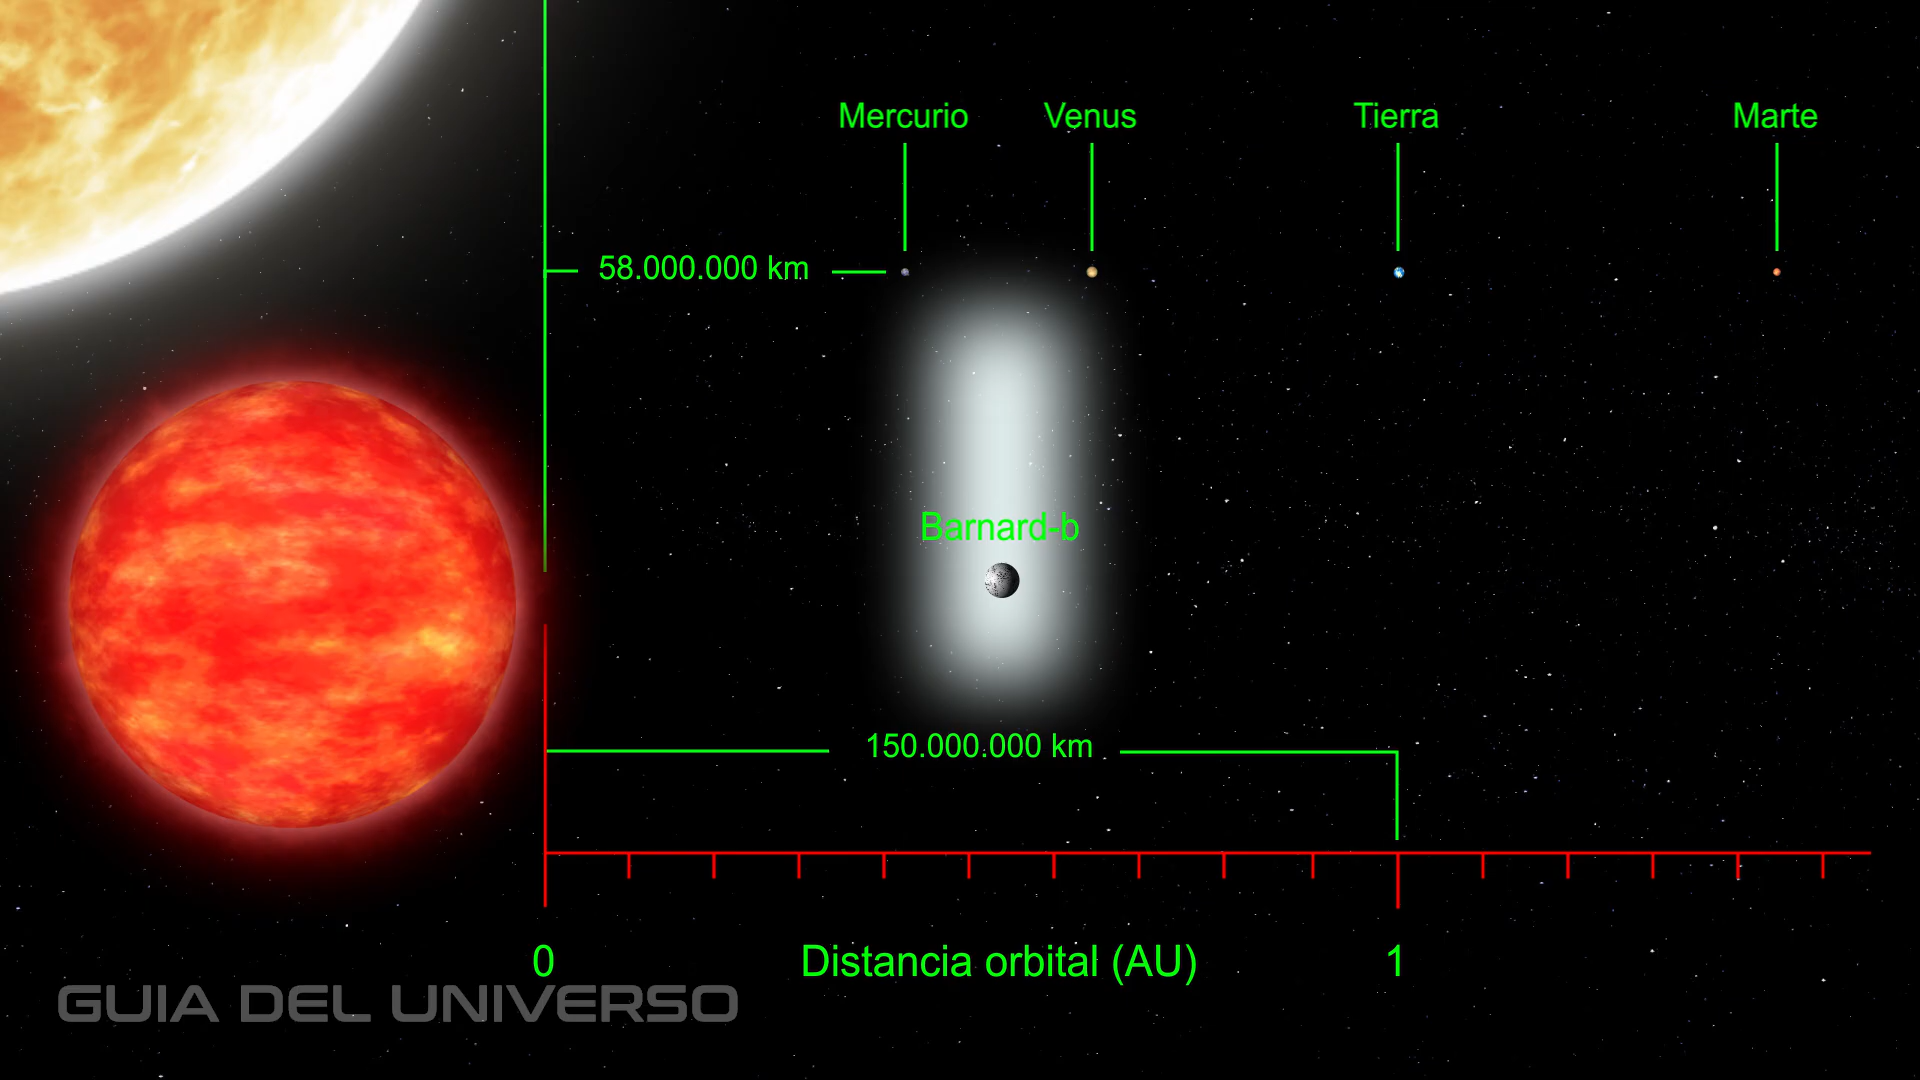 Mercurio
Venus
Tierra
Marte
58.000.000 km
Barnard-b
150.000.000 km
0
Distancia orbital (AU)
1
GUIA DEL UNIVERSO